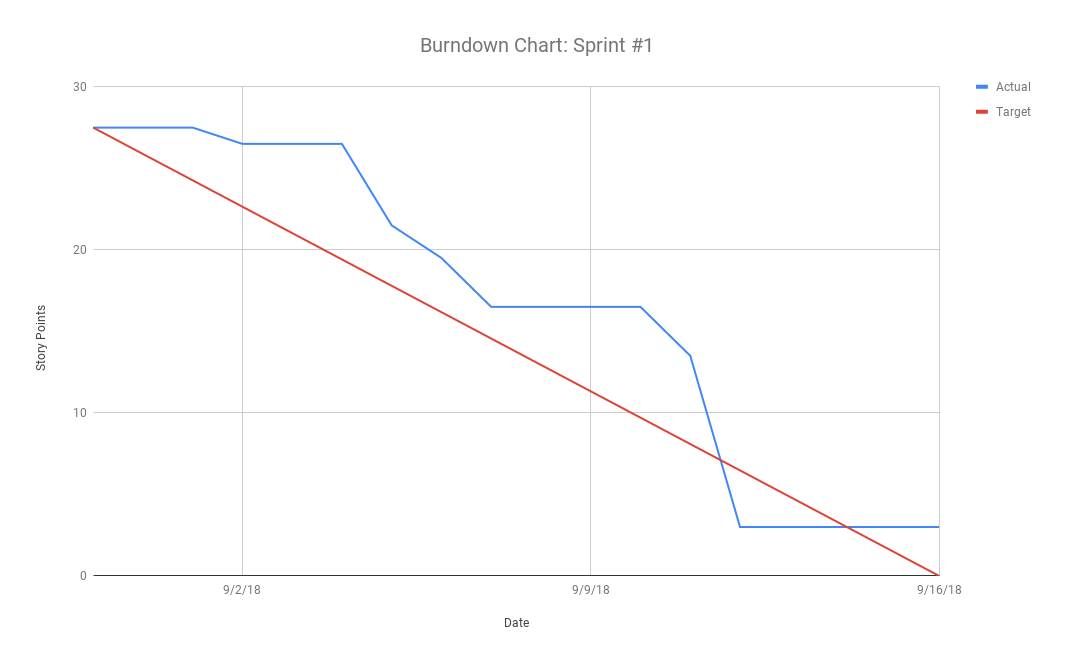 Burndown Chart: Sprint #1
30
20
10
0
Story Points
9/2/18
9/9/18
9/16/18
Date
Actual
Target